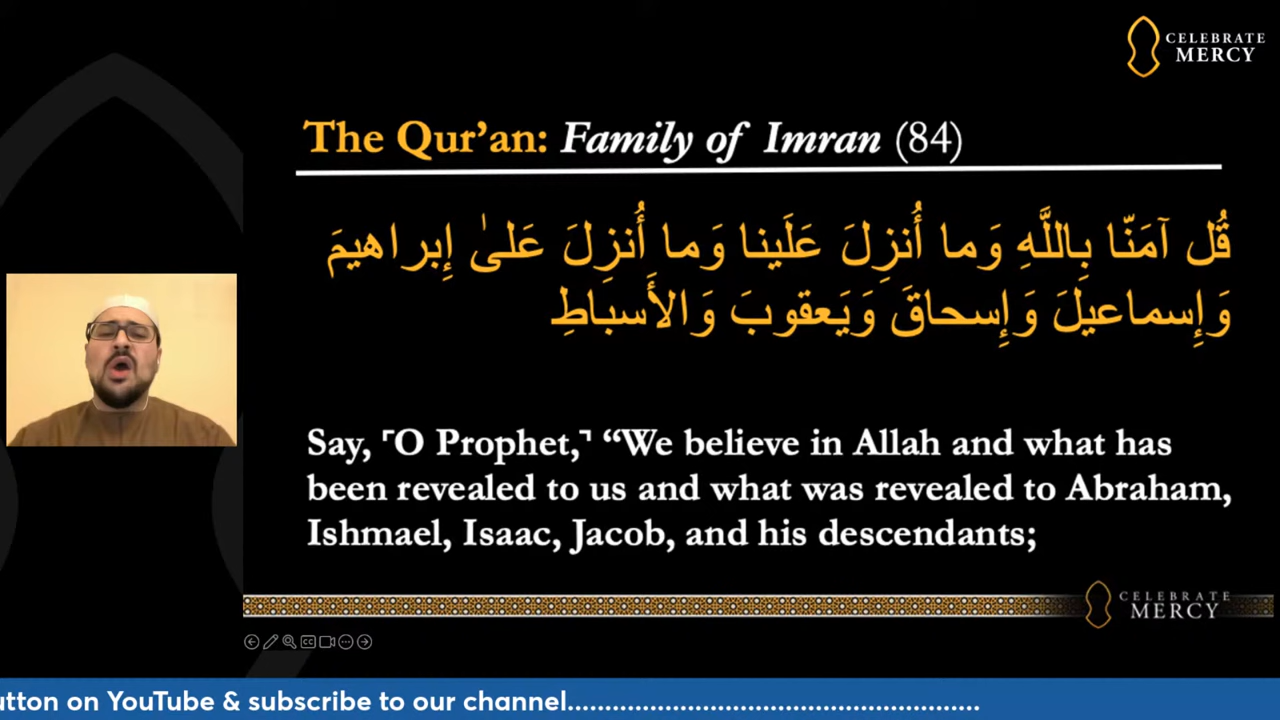 CELEBRATE
MERCY
The Qur’an: Family of Imran (84)
قُل آمَنّا بِاللَّهِ وَما أُنزِلَ عَلَينا وَما أُنزِلَ عَلىٰ إِبراهيمَ
وَإِسماعيلَ وَإِسحاقَ وَيَعقوبَ وَالأَسباطِ
Say, ⸢O Prophet,⸣ “We believe in Allah and what has
been revealed to us and what was revealed to Abraham,
Ishmael, Isaac, Jacob, and his descendants;
CELEBRATE
MERCY
utton on YouTube & subscribe to our channel.....................................................